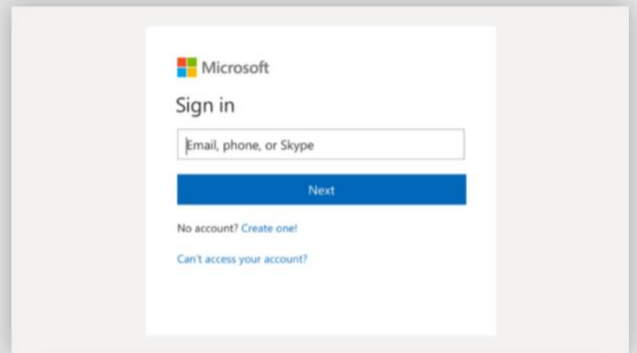 Microsoft
Sign in
Email, phone, or Skype
Next
No account? Create one!
Can't access your account?